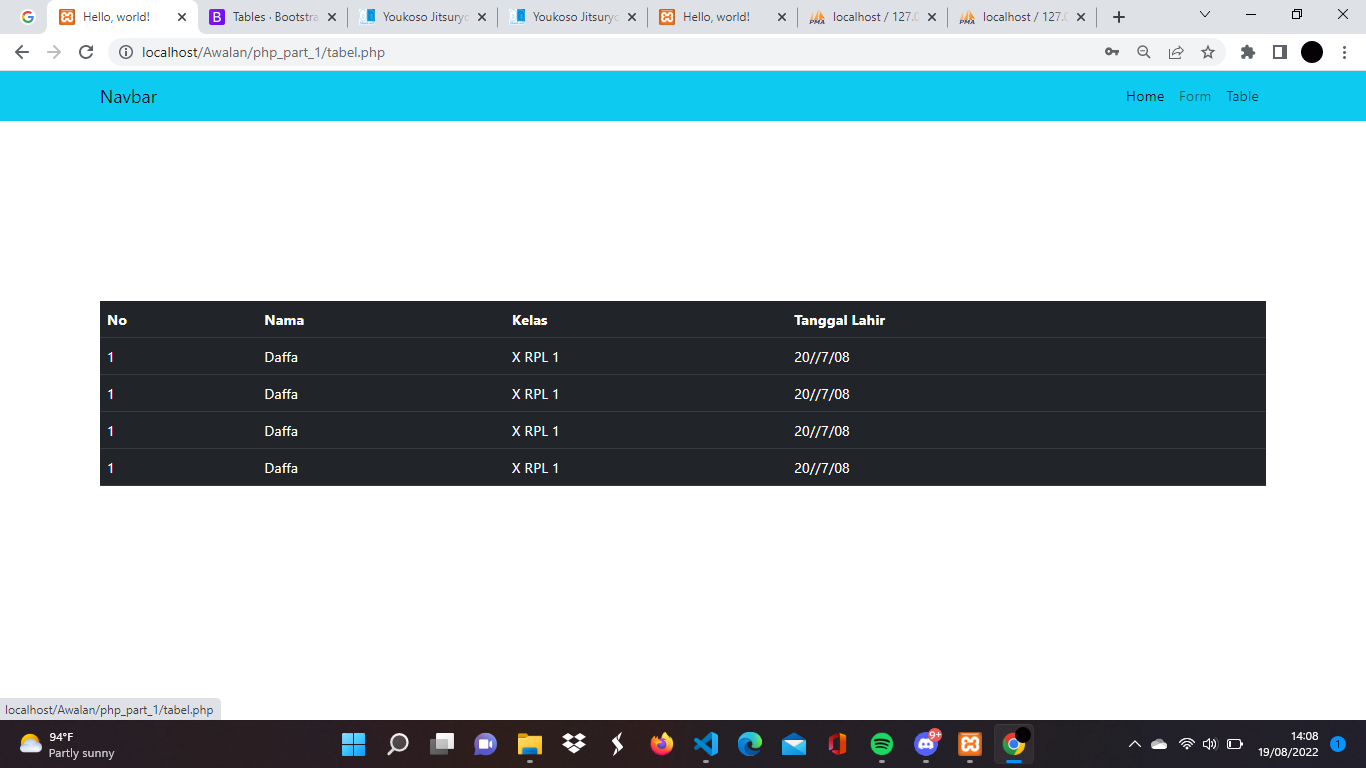 Hello, world! Tables · Bootstra Youkoso Jitsuryo Youkoso Jitsuryo Hello, world! localhost / 127.0 localhost / 127.0
localhost/Awalan/php_part_1/tabel.php
Navbar Home Form Table
No Nama Kelas Tanggal Lahir
1 Daffa X RPL 1 20//7/08
1 Daffa X RPL 1 20//7/08
1 Daffa X RPL 1 20//7/08
1 Daffa X RPL 1 20//7/08
localhost/Awalan/php_part_1/tabel.php
94°F
Partly sunny
9+
14:08
19/08/2022
1